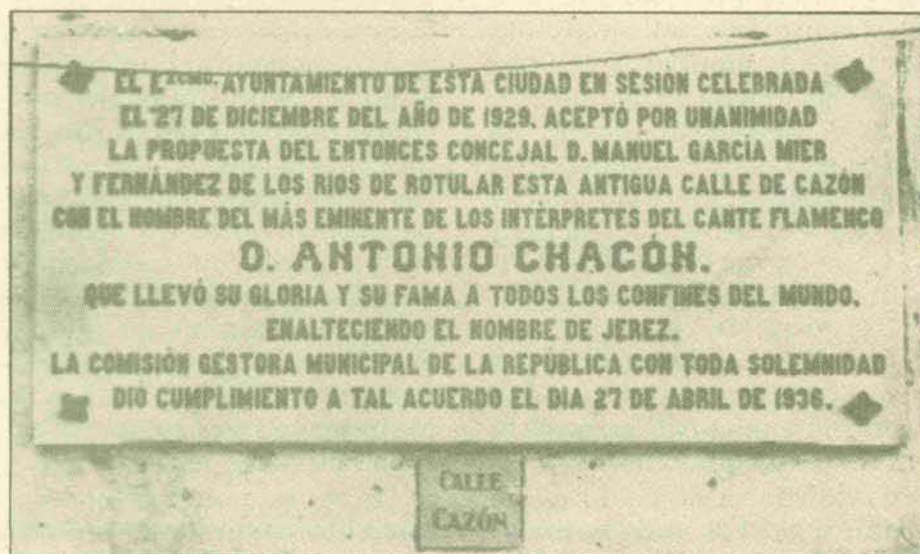 EL EXCMO. AYUNTAMIENTO DE ESTA CIUDAD EN SESIÓN CELEBRADA
EL 27 DE DICIEMBRE DEL AÑO DE 1929, ACEPTÓ POR UNANIMIDAD
LA PROPUESTA DEL ENTONCES CONCEJAL D. MANUEL GARCÍA MIER
Y FERNÁNDEZ DE LOS RIOS DE ROTULAR ESTA ANTIGUA CALLE DE CAZÓN
CON EL NOMBRE DEL MÁS EMINENTE DE LOS INTÉRPRETES DEL CANTE FLAMENCO
D. ANTONIO CHACÓN.
QUE LLEVÓ SU GLORIA Y SU FAMA A TODOS LOS CONFINES DEL MUNDO,
ENALTECIENDO EL NOMBRE DE JEREZ.
LA COMISIÓN GESTORA MUNICIPAL DE LA REPÚBLICA CON TODA SOLEMNIDAD
DIÓ CUMPLIMIENTO A TAL ACUERDO EL DIA 27 DE ABRIL DE 1936.
CALLE
CAZÓN